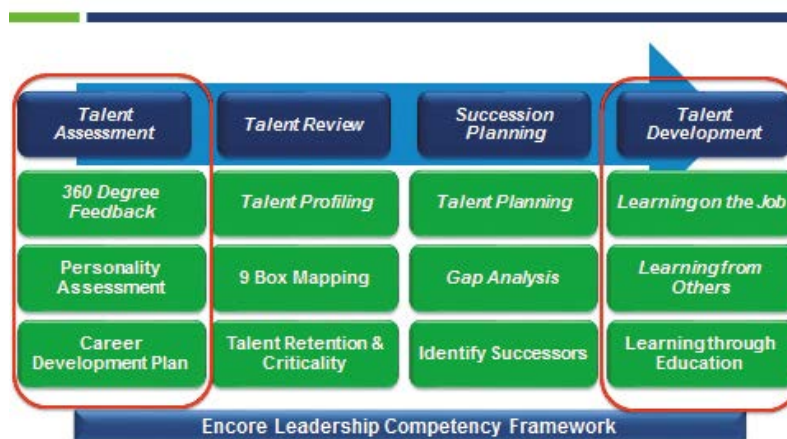 Talent
Assessment
Talent Review
Succession
Planning
Talent
Development
360 Degree
Feedback
Talent Profiling
Talent Planning
Learning on the Job
Personality
Assessment
9 Box Mapping
Gap Analysis
Learning from
Others
Career
Development Plan
Talent Retention &
Criticality
Identify Successors
Learning through
Education
Encore Leadership Competency Framework